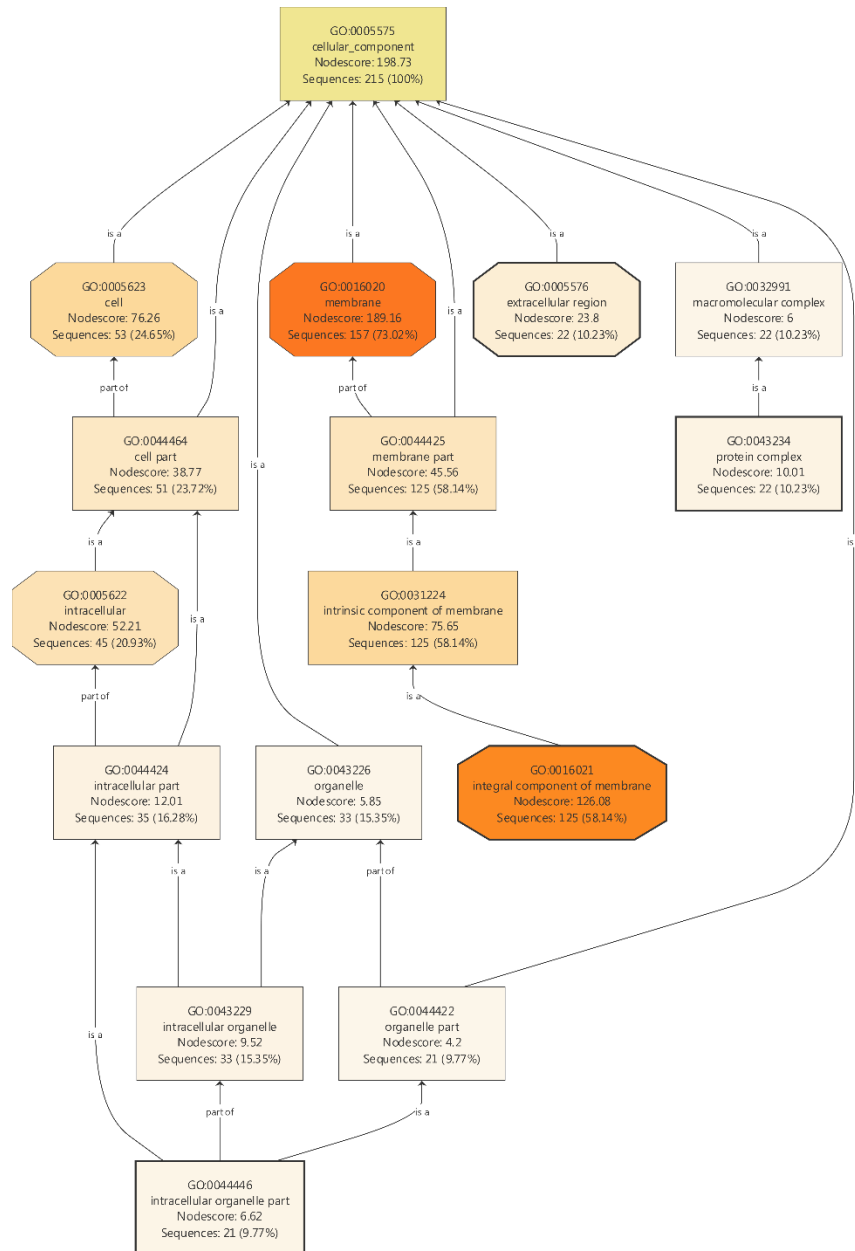 GO:0005575
cellular_component
Nodescore: 198.73
Sequences: 215 (100%)
is a
is a
is a
is a
GO:0005623
cell
Nodescore: 76.26
Sequences: 53 (24.65%)
GO:0016020
membrane
Nodescore: 189.16
Sequences: 157 (73.02%)
GO:0005576
extracellular region
Nodescore: 23.8
Sequences: 22 (10.23%)
GO:0032991
macromolecular complex
Nodescore: 6
Sequences: 22 (10.23%)
is a
is a
part of
part of
is a
GO:0044464
cell part
Nodescore: 38.77
Sequences: 51 (23.72%)
GO:0044425
membrane part
Nodescore: 45.56
Sequences: 125 (58.14%)
GO:0043234
protein complex
Nodescore: 10.01
Sequences: 22 (10.23%)
is a
is a
is a
is
GO:0005622
intracellular
Nodescore: 52.21
Sequences: 45 (20.93%)
is a
GO:0031224
intrinsic component of membrane
Nodescore: 75.65
Sequences: 125 (58.14%)
part of
is a
GO:0044424
intracellular part
Nodescore: 12.01
Sequences: 35 (16.28%)
GO:0043226
organelle
Nodescore: 5.85
Sequences: 33 (15.35%)
GO:0016021
integral component of membrane
Nodescore: 126.08
Sequences: 125 (58.14%)
is a
is a
part of
GO:0043229
intracellular organelle
Nodescore: 9.52
Sequences: 33 (15.35%)
GO:0044422
organelle part
Nodescore: 4.2
Sequences: 21 (9.77%)
is a
part of
is a
GO:0044446
intracellular organelle part
Nodescore: 6.62
Sequences: 21 (9.77%)